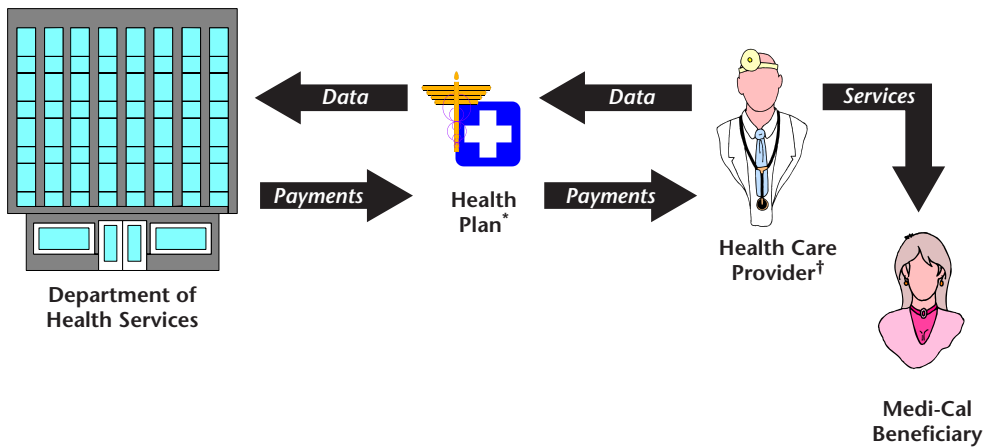 Data
Data
Services
Payments
Payments
Health
Plan*
Health Care
Provider†
Department of
Health Services
Medi-Cal
Beneficiary